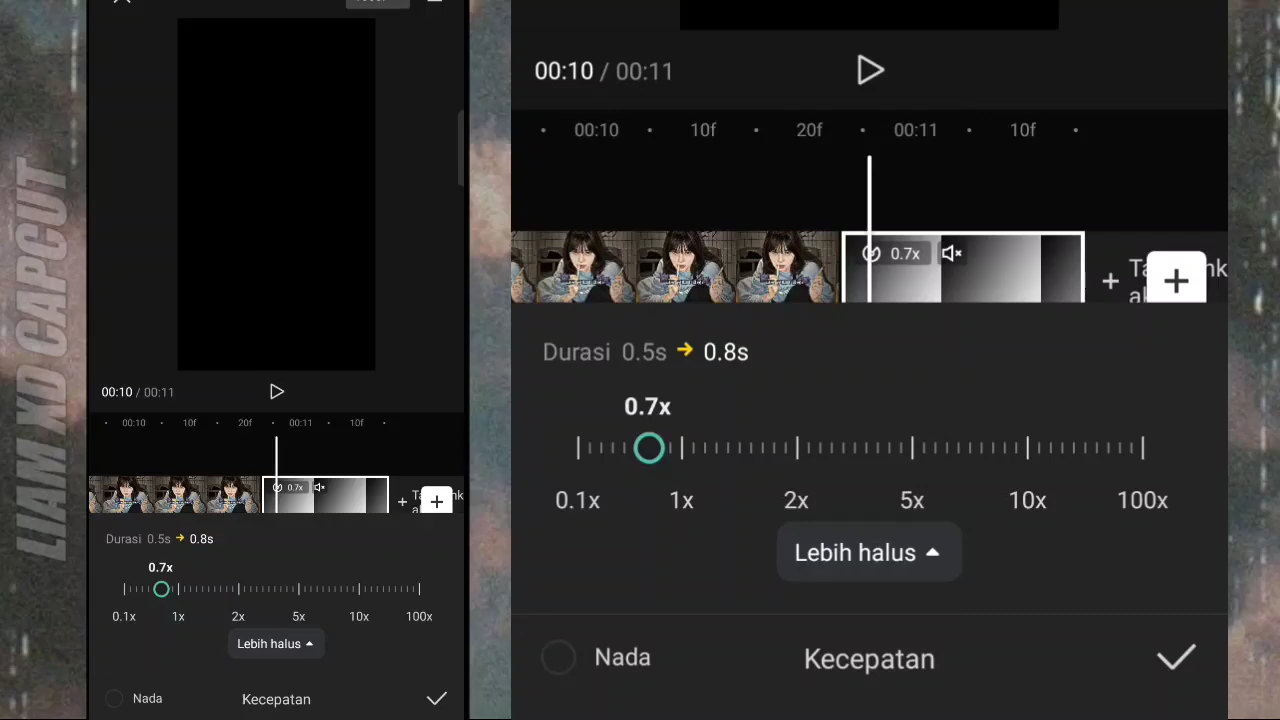 LIAM XD CAPCUT
00:10 / 00:11
00:10 10f 20f 00:11 10f
0.7x
+
+
Durasi 0.5s → 0.8s
0.7x
0.1x 1x 2x 5x 10x 100x
Lebih halus
Nada Kecepatan
00:10 / 00:11
00:10 10f 20f 00:11 10f
0.7x
+
+
Durasi 0.5s → 0.8s
0.7x
0.1x 1x 2x 5x 10x 100x
Lebih halus
Nada Kecepatan